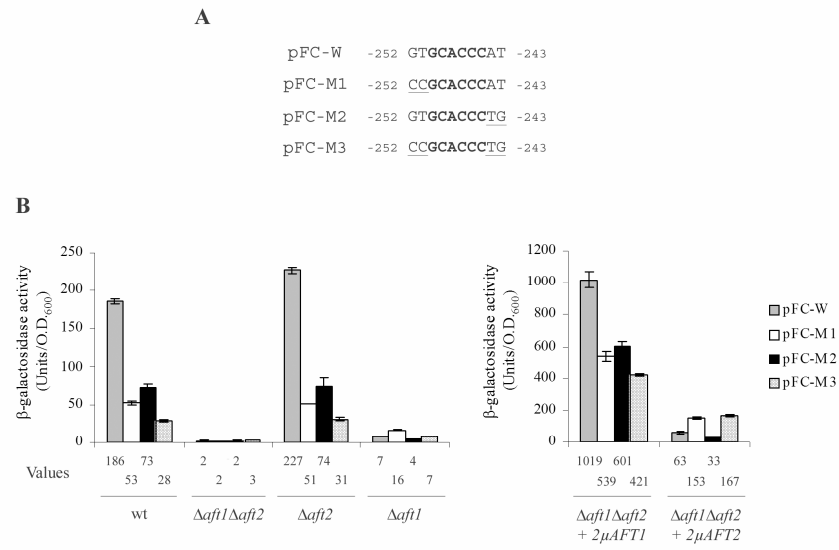 A
pFC-W -252 GTGCACCCAT -243
pFC-M1 -252 CCGCACCCAT -243
pFC-M2 -252 GTGCACCCTG -243
pFC-M3 -252 CCGCACCCTG -243
B
β-galactosidase activity
(Units/O.D.600)
250
200
150
100
50
0
Values
186 73
53 28
wt
2 2
2 3
Δaft1Δaft2
227 74
51 31
Δaft2
7 4
16 7
Δaft1
β-galactosidase activity
(Units/O.D.600)
1200
1000
800
600
400
200
0
1019 601
539 421
Δaft1Δaft2
+ 2μAFT1
63 33
153 167
Δaft1Δaft2
+ 2μAFT2
pFC-W
pFC-M1
pFC-M2
pFC-M3